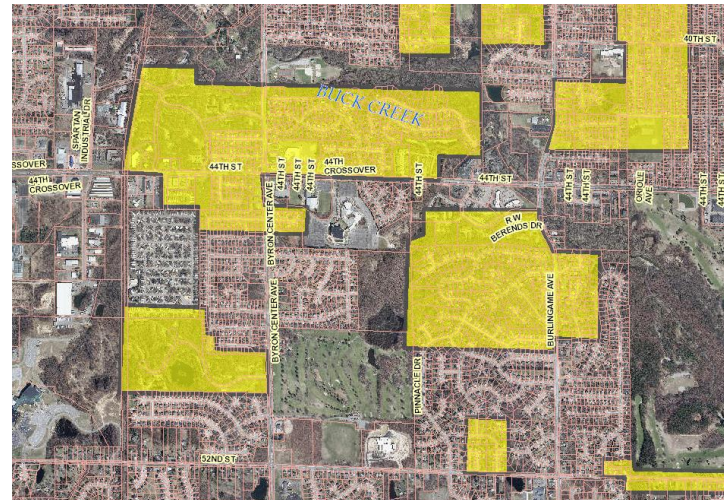 40TH ST
BUCK CREEK
SPARTAN
INDUSTRIAL DR
OSSOVER
44TH
CROSSOVER
44TH ST
44TH ST
44TH ST
44TH ST
44TH
CROSSOVER
44TH ST
44TH ST
44TH ST
44TH ST
ORIOLE
AVE
44TH ST
44TH ST
BYRON CENTER AVE
R W
BERENDS DR
BYRON CENTER AVE
BURLINGAME AVE
PINNACLE DR
52ND ST